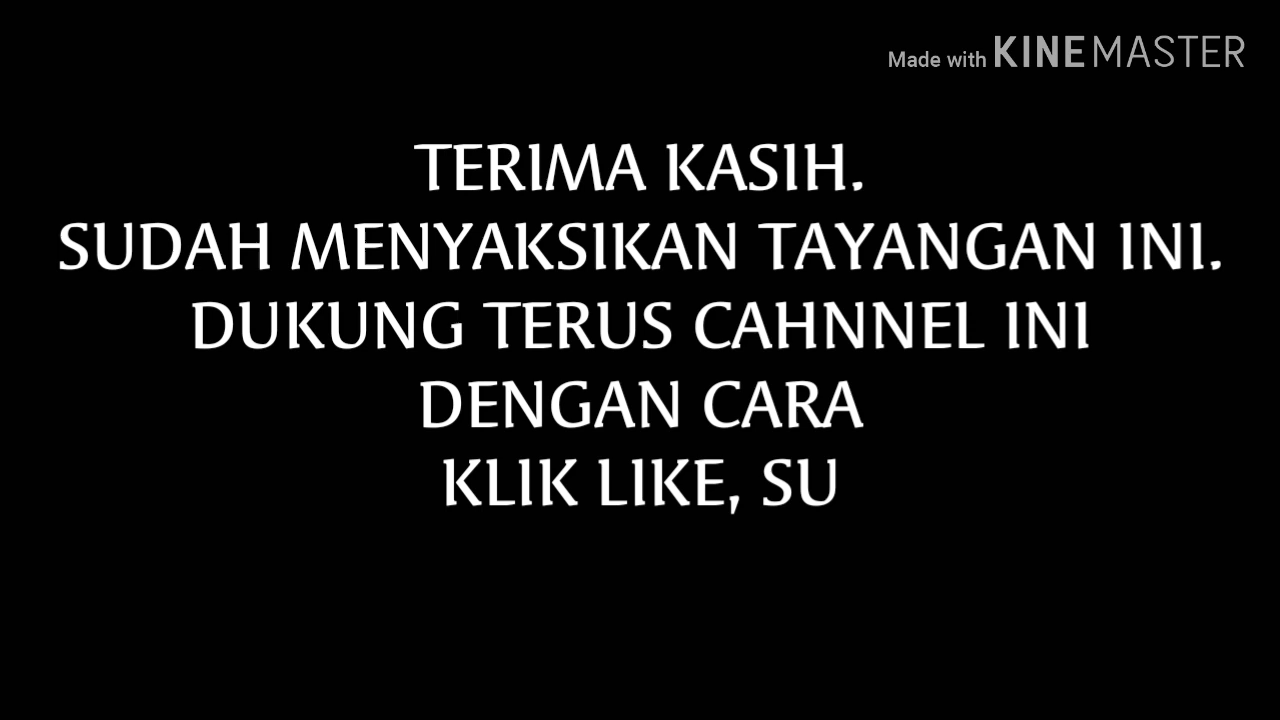 Made with KINEMASTER
TERIMA KASIH.
SUDAH MENYAKSIKAN TAYANGAN INI.
DUKUNG TERUS CAHNNEL INI
DENGAN CARA
KLIK LIKE, SU